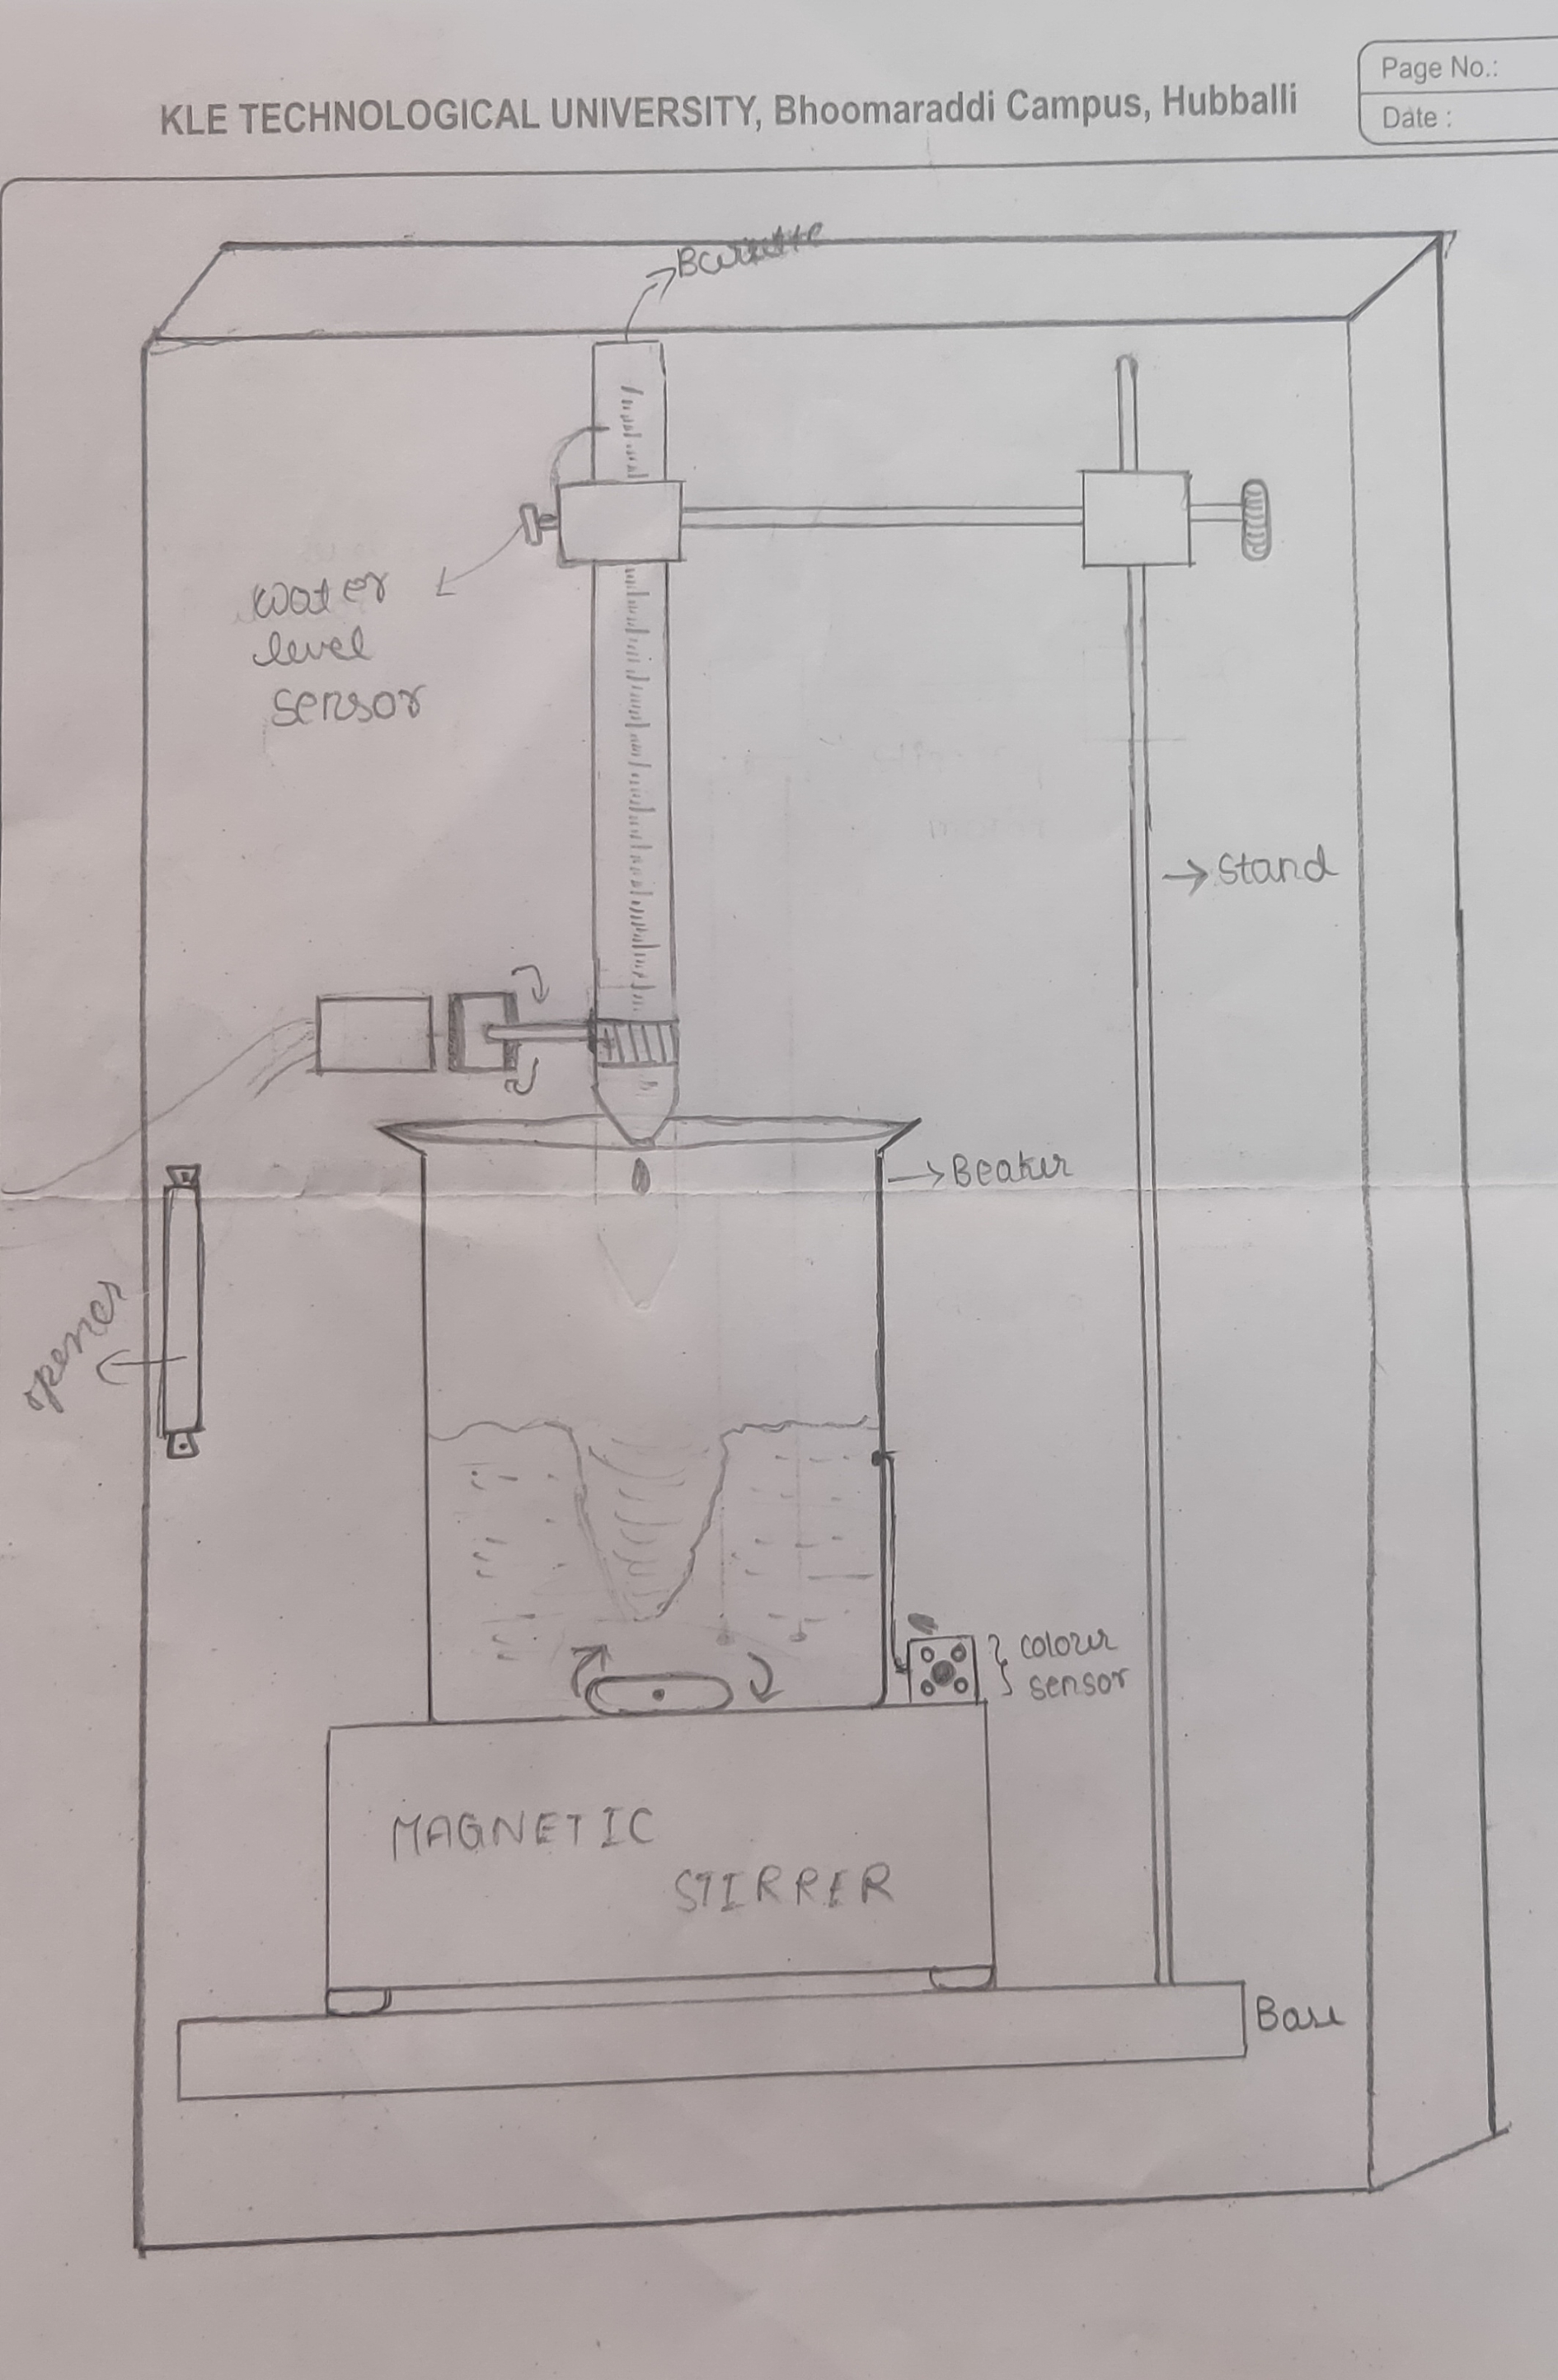 Page No.:
KLE TECHNOLOGICAL UNIVERSITY, Bhoomaraddi Campus, Hubballi
Date :
water
level
sensor
Stand
Beaker
opener
colour
sensor
MAGNETIC
STIRRER
Base